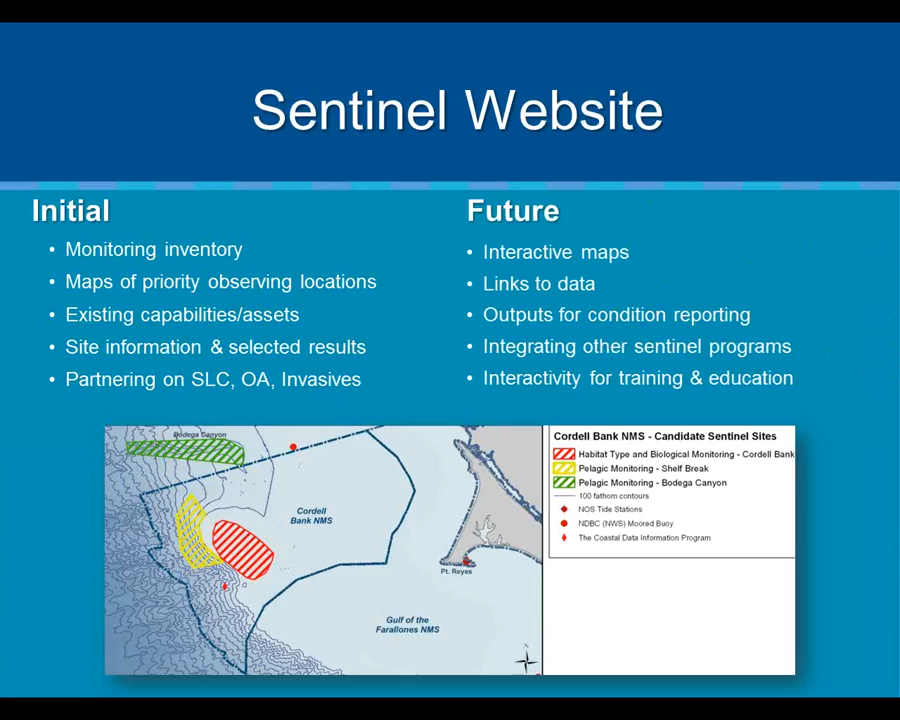 Sentinel Website
Initial
• Monitoring inventory
• Maps of priority observing locations
• Existing capabilities/assets
• Site information & selected results
• Partnering on SLC, OA, Invasives
Future
• Interactive maps
• Links to data
• Outputs for condition reporting
• Integrating other sentinel programs
• Interactivity for training & education
Bodega Canyon
Cordell
Bank NMS
Pt. Reyes
Gulf of the
Farallones NMS
N
Cordell Bank NMS - Candidate Sentinel Sites
Habitat Type and Biological Monitoring - Cordell Bank
Pelagic Monitoring - Shelf Break
Pelagic Monitoring - Bodega Canyon
100 fathom contours
NOS Tide Stations
NDBC (NWS) Moored Buoy
The Coastal Data Information Program